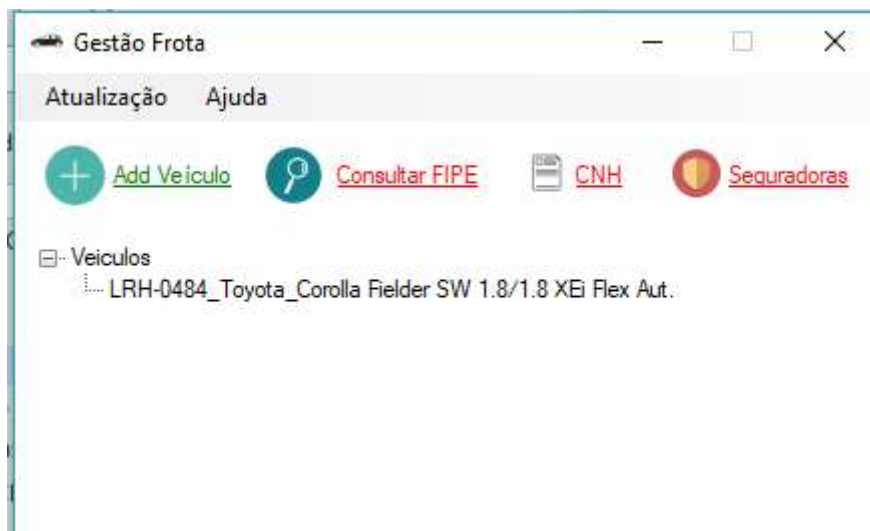 Gestão Frota
Atualização Ajuda
Add Veiculo Consultar FIPE CNH Seguradoras
Veiculos
LRH-0484_Toyota_Corolla Fielder SW 1.8/1.8 XEi Flex Aut.